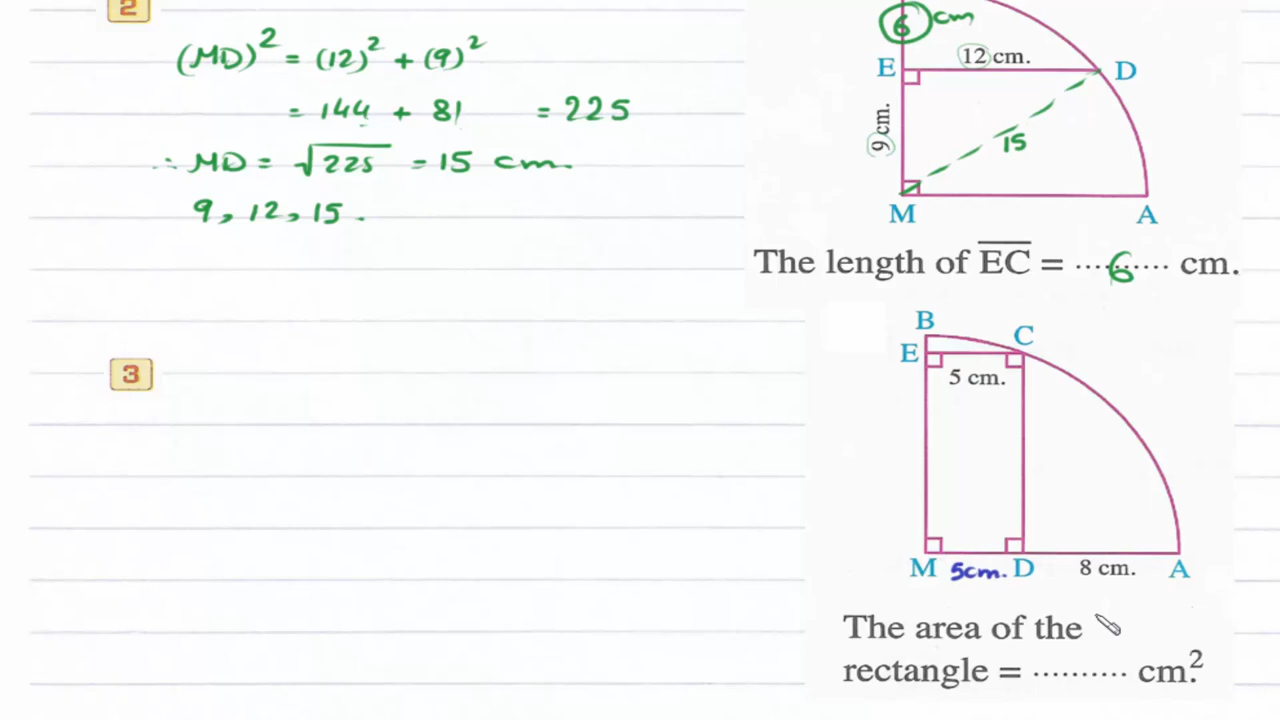 2
(MD)² = (12)² + (9)²
= 144 + 81 = 225
∴ MD = √225 = 15 cm.
9, 12, 15.
6 cm
12 cm.
E
D
9 cm.
15
M
A
The length of EC = ....6.... cm.
3
B
E
C
5 cm.
M 5cm. D 8 cm. A
The area of the
rectangle = .......... cm.²